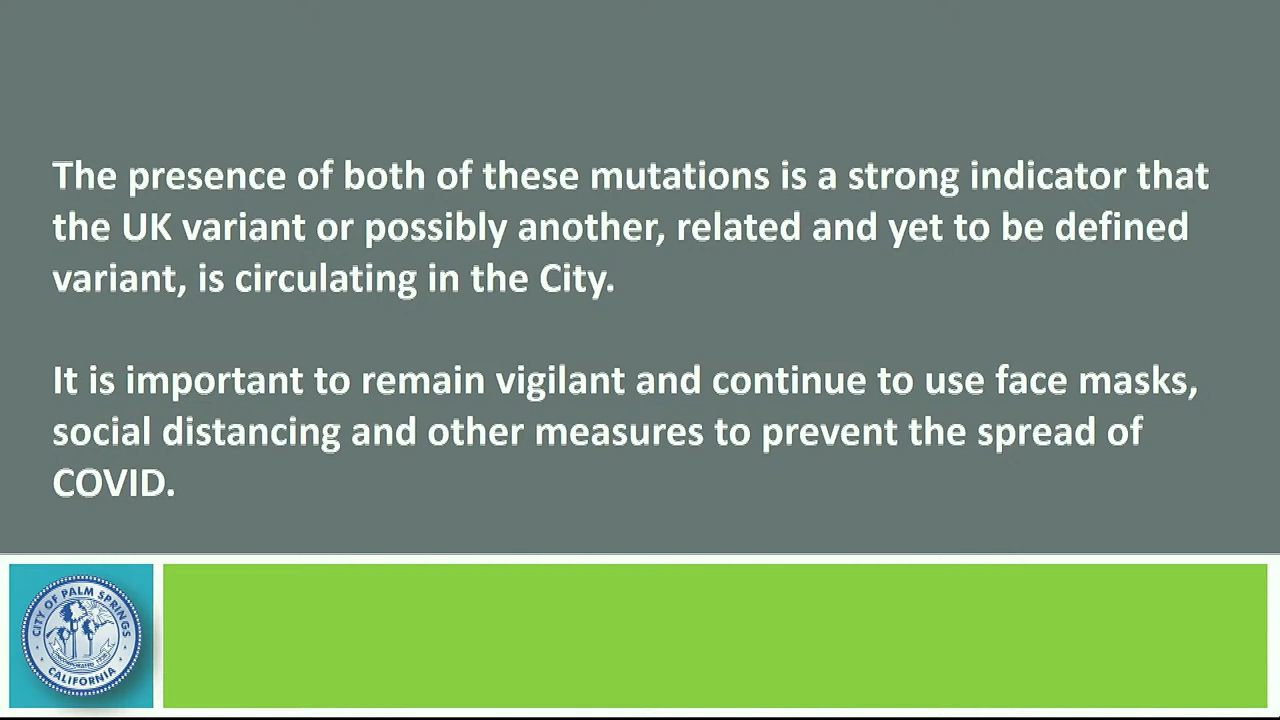 The presence of both of these mutations is a strong indicator that
the UK variant or possibly another, related and yet to be defined
variant, is circulating in the City.
It is important to remain vigilant and continue to use face masks,
social distancing and other measures to prevent the spread of
COVID.
CITY OF PALM SPRINGS
CALIFORNIA